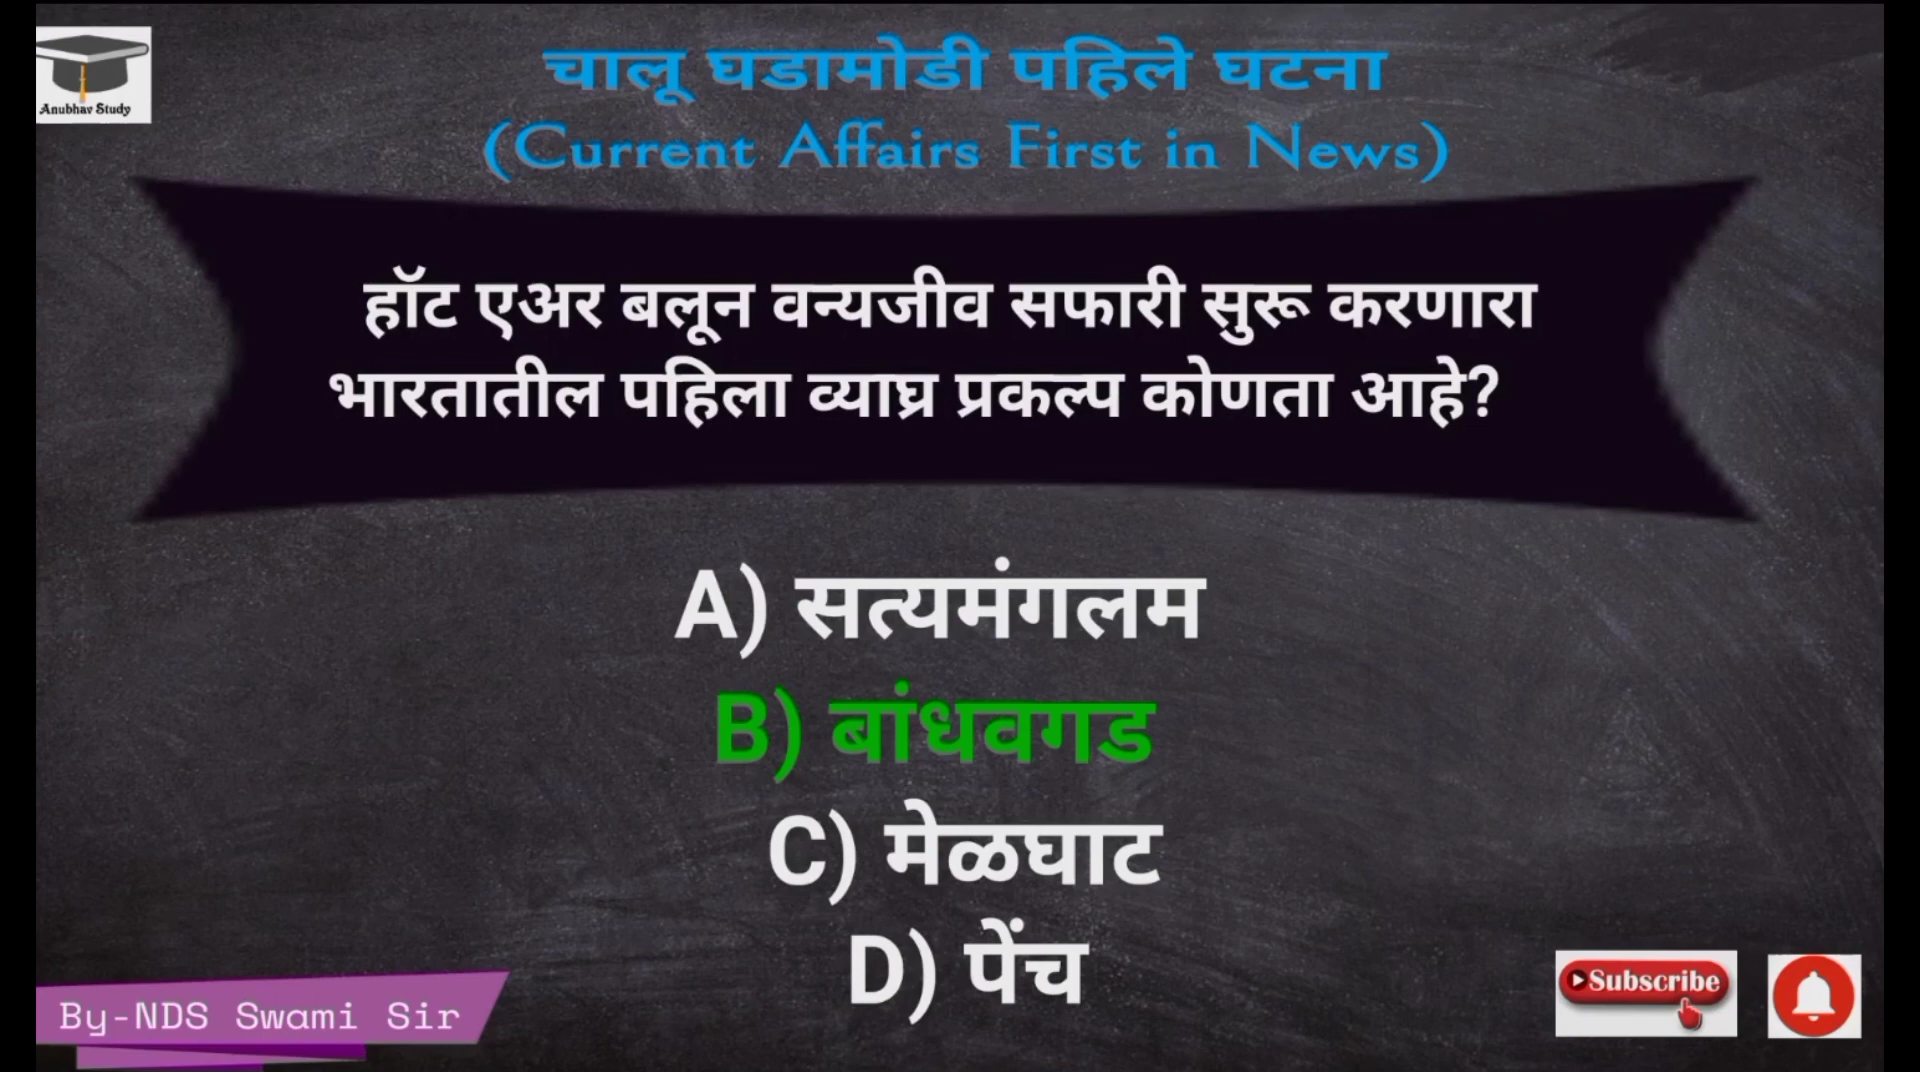 Anubhav Study
चालू घडामोडी पहिले घटना
(Current Affairs First in News)
हॉट एअर बलून वन्यजीव सफारी सुरू करणारा
भारतातील पहिला व्याघ्र प्रकल्प कोणता आहे?
A) सत्यमंगलम
B) बांधवगड
C) मेळघाट
D) पेंच
By-NDS Swami Sir
Subscribe